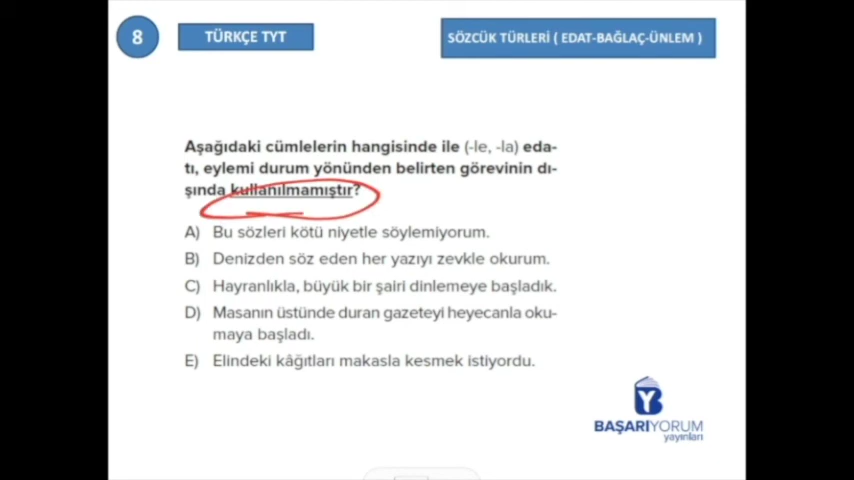 8
TÜRKÇE TYT
SÖZCÜK TÜRLERİ ( EDAT-BAĞLAÇ-ÜNLEM )
Aşağıdaki cümlelerin hangisinde ile (-le, -la) eda-
tı, eylemi durum yönünden belirten görevinin dı-
şında kullanılmamıştır?
A) Bu sözleri kötü niyetle söylemiyorum.
B) Denizden söz eden her yazıyı zevkle okurum.
C) Hayranlıkla, büyük bir şairi dinlemeye başladık.
D) Masanın üstünde duran gazeteyi heyecanla oku-
maya başladı.
E) Elindeki kâğıtları makasla kesmek istiyordu.
BY
BAŞARIYORUM
yayınları